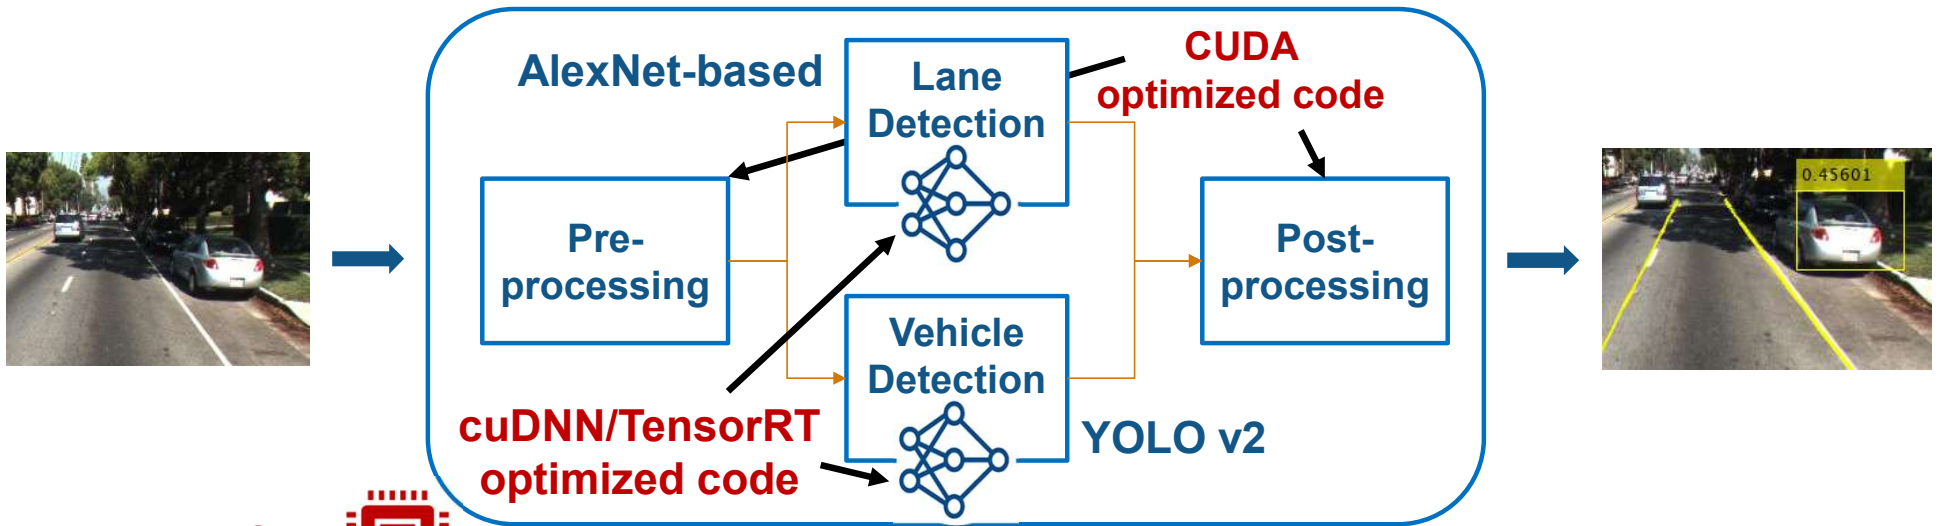 AlexNet-based
Lane
Detection
CUDA
optimized code
Pre-
processing
Post-
processing
0.45601
Vehicle
Detection
cuDNN/TensorRT
optimized code
YOLO v2